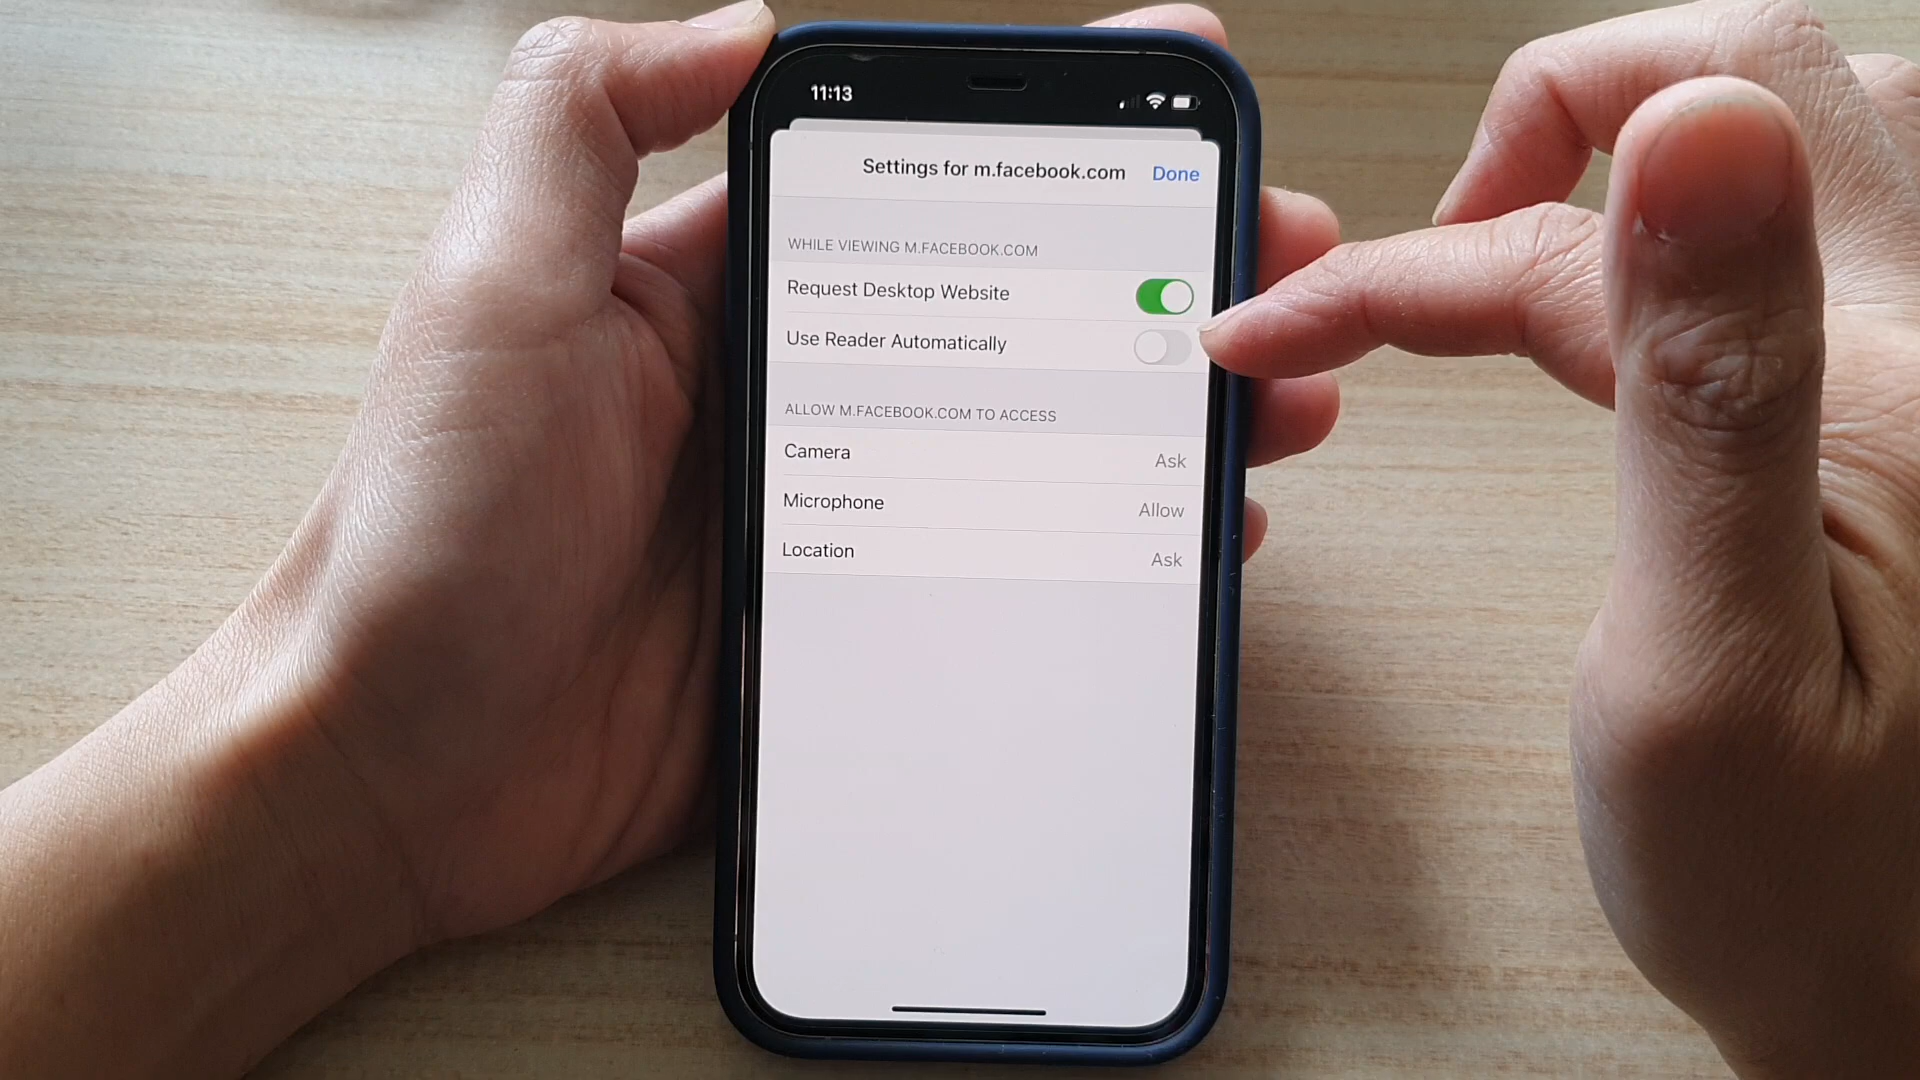 11:13
Settings for m.facebook.com Done
WHILE VIEWING M.FACEBOOK.COM
Request Desktop Website
Use Reader Automatically
ALLOW M.FACEBOOK.COM TO ACCESS
Camera Ask
Microphone Allow
Location Ask